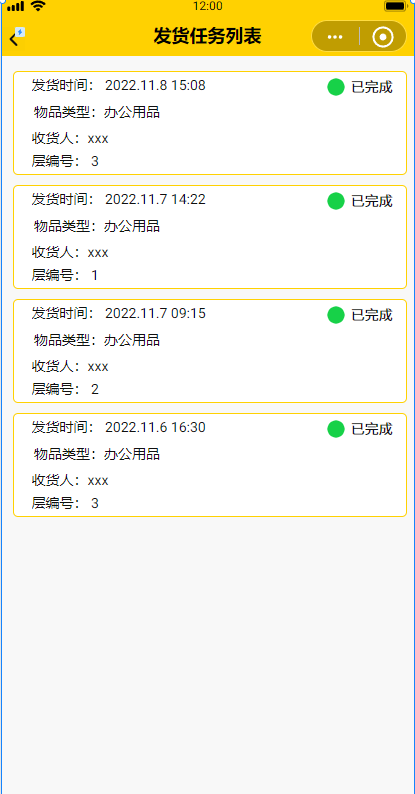 12:00
发货任务列表
发货时间： 2022.11.8 15:08
已完成
物品类型：办公用品
收货人：xxx
层编号： 3
发货时间： 2022.11.7 14:22
已完成
物品类型：办公用品
收货人：xxx
层编号： 1
发货时间： 2022.11.7 09:15
已完成
物品类型：办公用品
收货人：xxx
层编号： 2
发货时间： 2022.11.6 16:30
已完成
物品类型：办公用品
收货人：xxx
层编号： 3